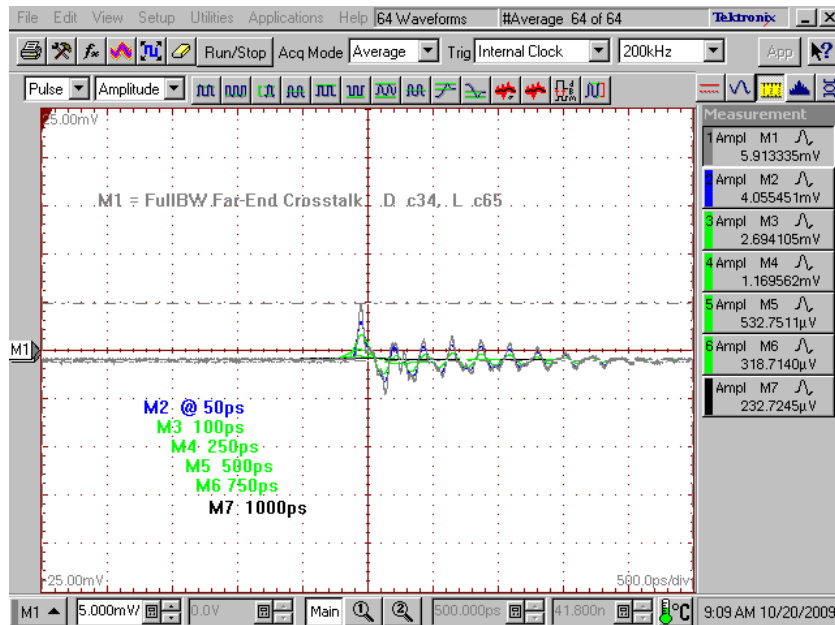 File Edit View Setup Utilities Applications Help 64 Waveforms #Average 64 of 64 Tektronix
Run/Stop Acq Mode Average Trig Internal Clock 200kHz App
Pulse Amplitude
25.00mV
M1 = FullBW Far-End Crosstalk. .D .c34, . L .c65
M1
M2 @ 50ps
M3 100ps
M4 250ps
M5 500ps
M6 750ps
M7 1000ps
-25.00mV 500.0ps/div
Measurement
1 Ampl M1
5.913335mV
2 Ampl M2
4.055451mV
3 Ampl M3
2.694105mV
4 Ampl M4
1.169562mV
5 Ampl M5
532.7511µV
6 Ampl M6
318.7140µV
7 Ampl M7
232.7245µV
M1 5.000mV/ 0.0V Main 1 2 500.000ps 41.800n °C 9:09 AM 10/20/2009